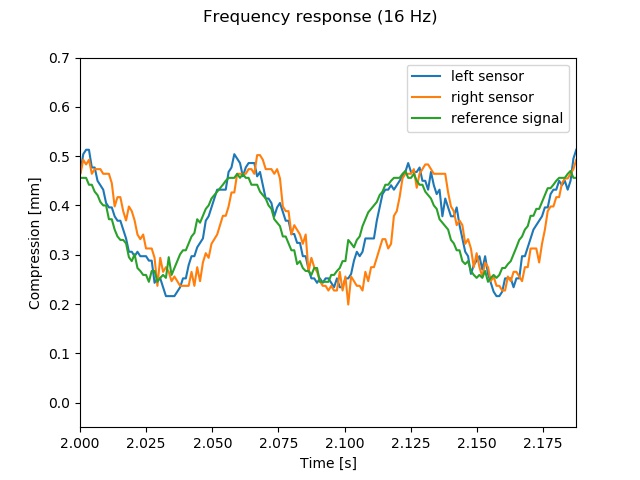 Frequency response (16 Hz)
0.7
0.6
0.5
0.4
0.3
0.2
0.1
0.0
Compression [mm]
left sensor
right sensor
reference signal
2.000 2.025 2.050 2.075 2.100 2.125 2.150 2.175
Time [s]